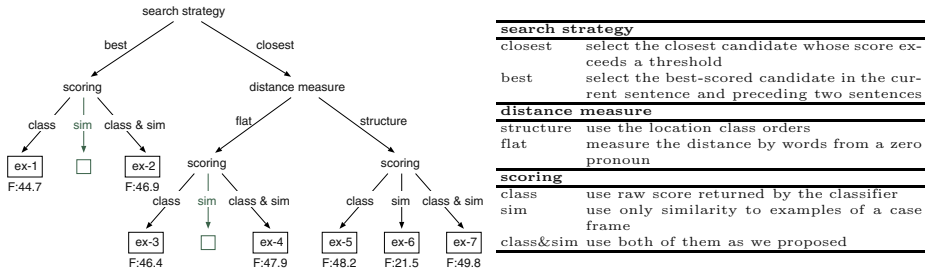 search strategy
best
closest
scoring
distance measure
class
sim
class & sim
flat
structure
ex-1
ex-2
scoring
scoring
F:44.7
F:46.9
class
sim
class & sim
class
sim
class & sim
ex-3
ex-4
ex-5
ex-6
ex-7
F:46.4
F:47.9
F:48.2
F:21.5
F:49.8
search strategy
closest select the closest candidate whose score ex-
ceeds a threshold
best select the best-scored candidate in the cur-
rent sentence and preceding two sentences
distance measure
structure use the location class orders
flat measure the distance by words from a zero
pronoun
scoring
class use raw score returned by the classifier
sim use only similarity to examples of a case
frame
class&sim use both of them as we proposed